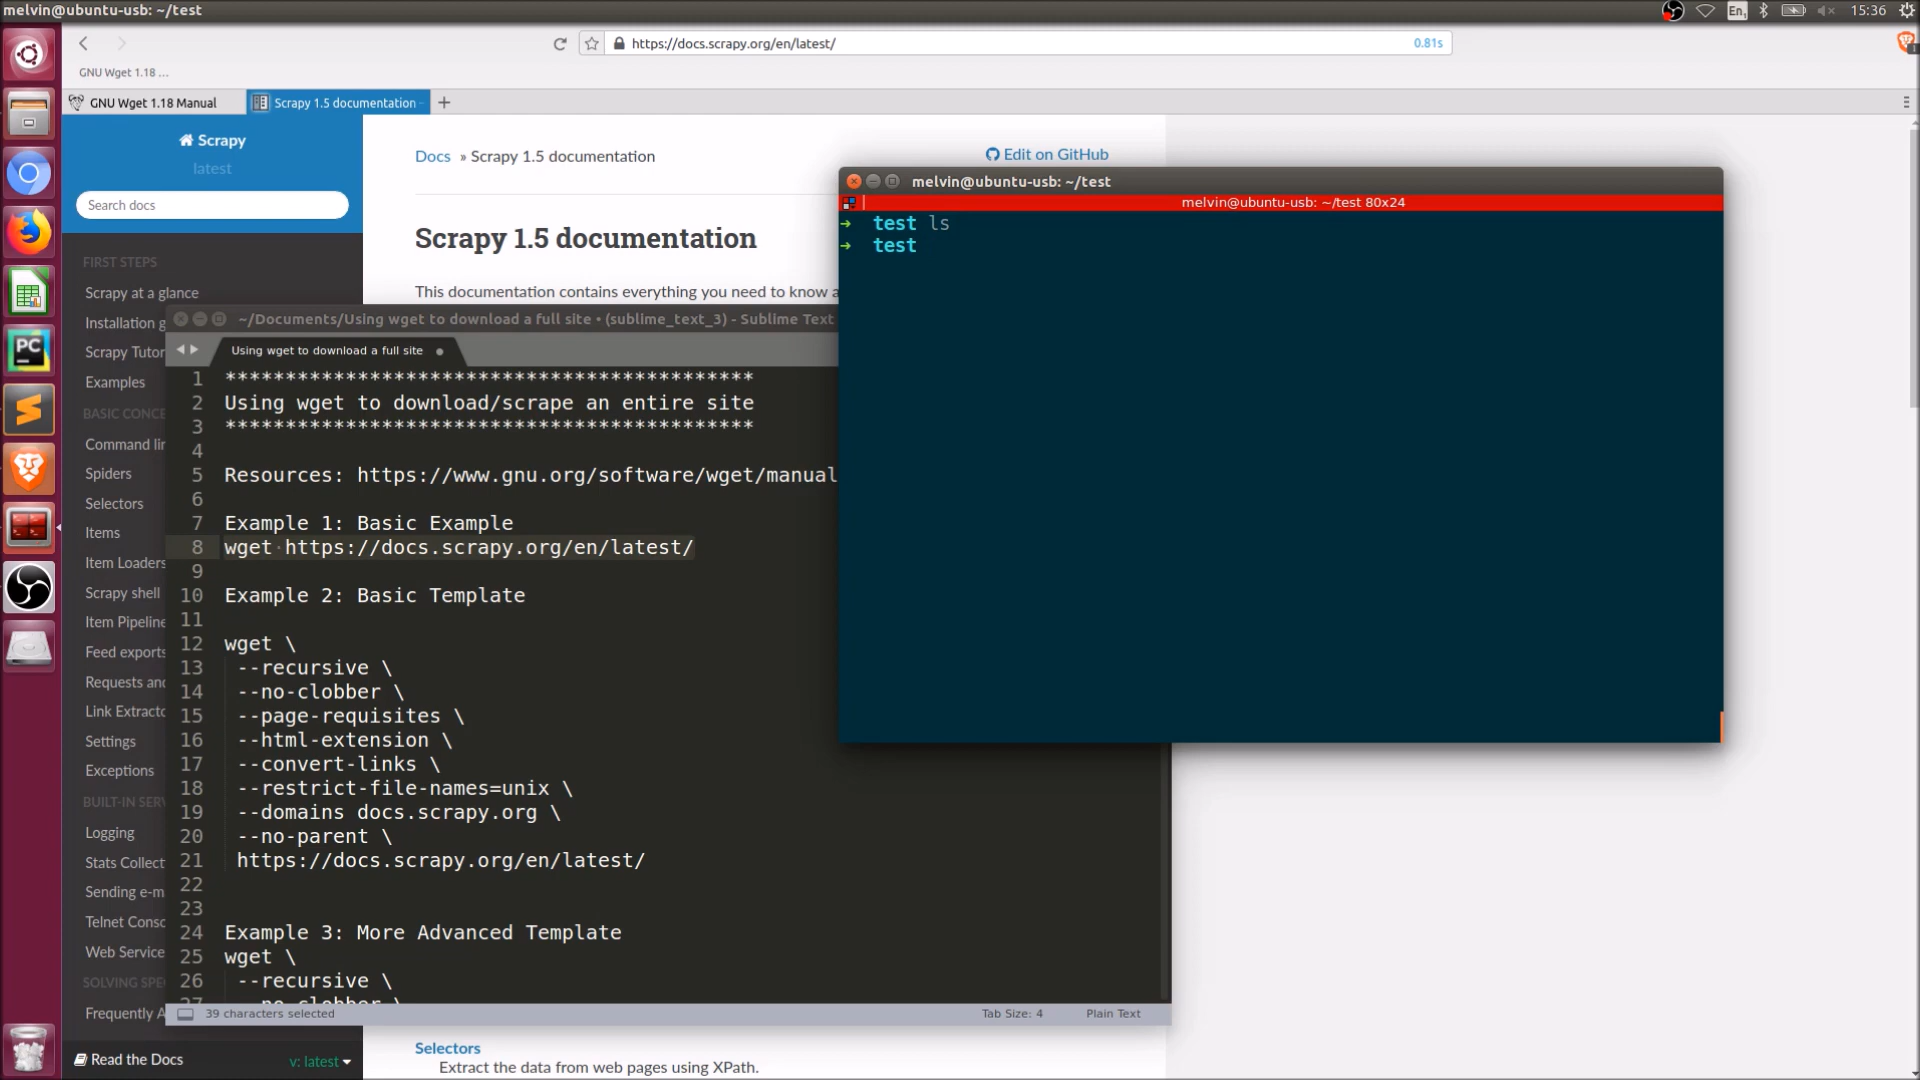 melvin@ubuntu-usb: ~/test
En
15:36
https://docs.scrapy.org/en/latest/
0.81s
GNU Wget 1.18 ...
GNU Wget 1.18 Manual
Scrapy 1.5 documentation
Scrapy
latest
Search docs
FIRST STEPS
Scrapy at a glance
Installation g
Scrapy Tutor
Examples
BASIC CONCE
Command lin
Spiders
Selectors
Items
Item Loaders
Scrapy shell
Item Pipeline
Feed exports
Requests and
Link Extracto
Settings
Exceptions
BUILT-IN SERV
Logging
Stats Collect
Sending e-m
Telnet Consc
Web Service
SOLVING SPE
Frequently A
Read the Docs
v: latest
Docs » Scrapy 1.5 documentation
Edit on GitHub
Scrapy 1.5 documentation
This documentation contains everything you need to know a
Selectors
Extract the data from web pages using XPath.
~/Documents/Using wget to download a full site • (sublime_text_3) - Sublime Text
Using wget to download a full site
1 ********************************************
2 Using wget to download/scrape an entire site
3 ********************************************
4
5 Resources: https://www.gnu.org/software/wget/manual
6
7 Example 1: Basic Example
8 wget https://docs.scrapy.org/en/latest/
9
10 Example 2: Basic Template
11
12 wget \
13 --recursive \
14 --no-clobber \
15 --page-requisites \
16 --html-extension \
17 --convert-links \
18 --restrict-file-names=unix \
19 --domains docs.scrapy.org \
20 --no-parent \
21 https://docs.scrapy.org/en/latest/
22
23
24 Example 3: More Advanced Template
25 wget \
26 --recursive \
27 --no-clobber \
39 characters selected
Tab Size: 4
Plain Text
melvin@ubuntu-usb: ~/test
melvin@ubuntu-usb: ~/test 80x24
➜ test ls
➜ test
PC